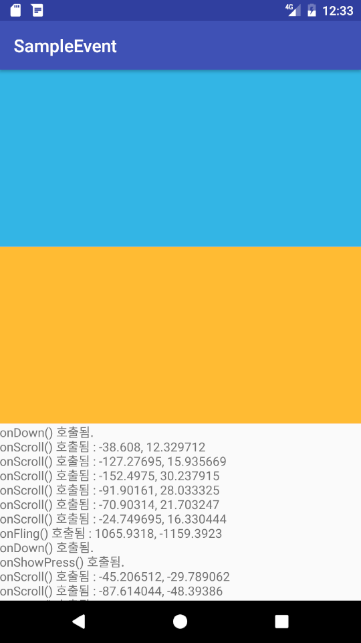 4G 12:33
SampleEvent
onDown() 호출됨.
onScroll() 호출됨 : -38.608, 12.329712
onScroll() 호출됨 : -127.27695, 15.935669
onScroll() 호출됨 : -152.4975, 30.237915
onScroll() 호출됨 : -91.90161, 28.033325
onScroll() 호출됨 : -70.90314, 21.703247
onScroll() 호출됨 : -24.749695, 16.330444
onFling() 호출됨 : 1065.9318, -1159.3923
onDown() 호출됨.
onShowPress() 호출됨.
onScroll() 호출됨 : -45.206512, -29.789062
onScroll() 호출됨 : -87.614044, -48.39386